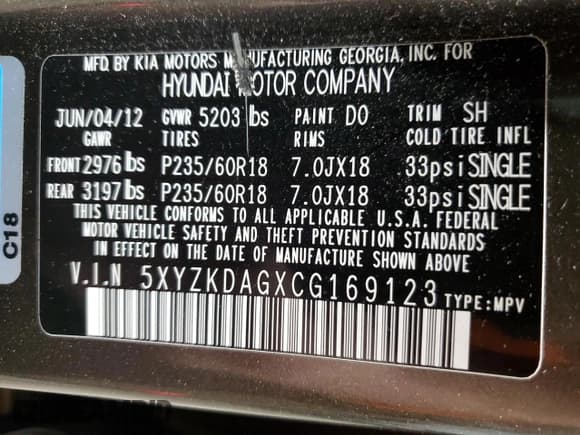 MFD. BY KIA MOTORS MANUFACTURING GEORGIA, INC. FOR
HYUNDAI MOTOR COMPANY
JUN/04/12 GVWR 5203 lbs PAINT D0 TRIM SH
GAWR TIRES RIMS COLD TIRE INFL
FRONT 2976 lbs P235/60R18 7.0JX18 33psi SINGLE
REAR 3197 lbs P235/60R18 7.0JX18 33psi SINGLE
THIS VEHICLE CONFORMS TO ALL APPLICABLE U.S.A. FEDERAL
MOTOR VEHICLE SAFETY AND THEFT PREVENTION STANDARDS
IN EFFECT ON THE DATE OF MANUFACTURE SHOWN ABOVE
V.I.N 5XYZKDAGXCG169123 TYPE:MPV
C18